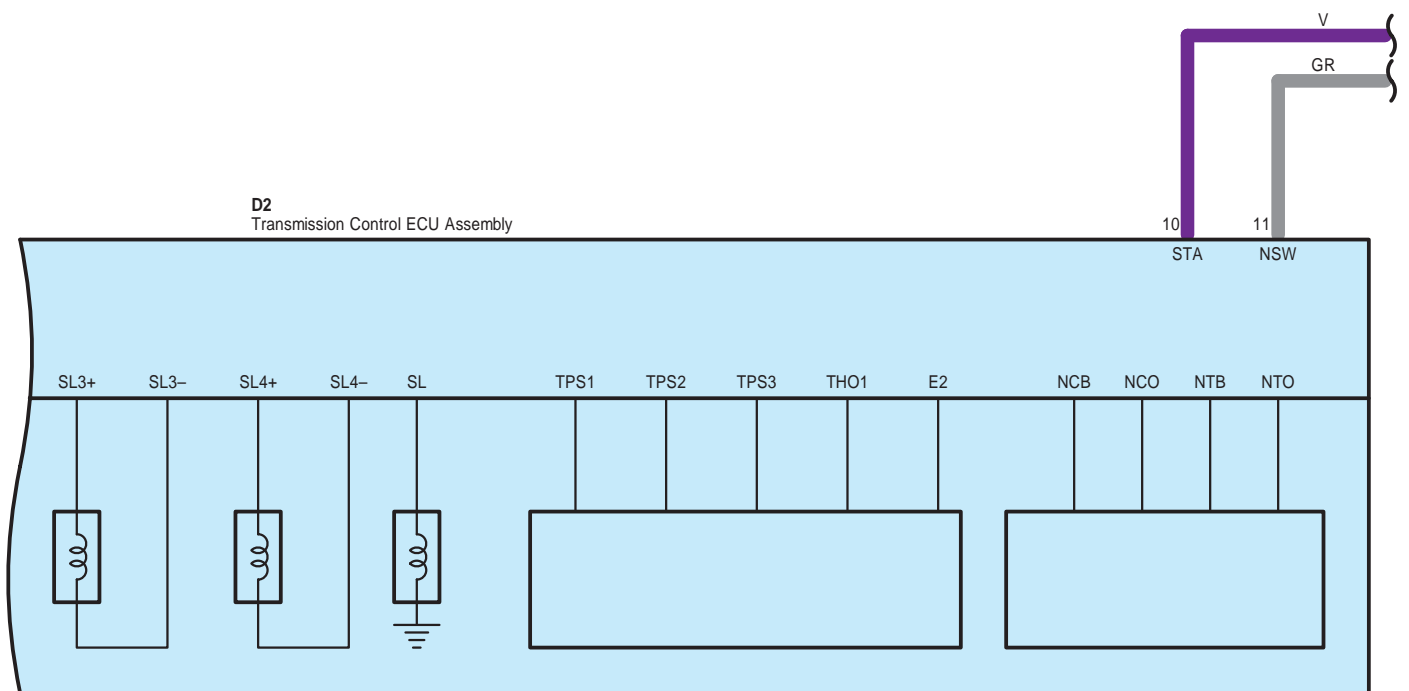 V
GR
D2
Transmission Control ECU Assembly
10 11
STA NSW
SL3+ SL3– SL4+ SL4– SL TPS1 TPS2 TPS3 THO1 E2 NCB NCO NTB NTO